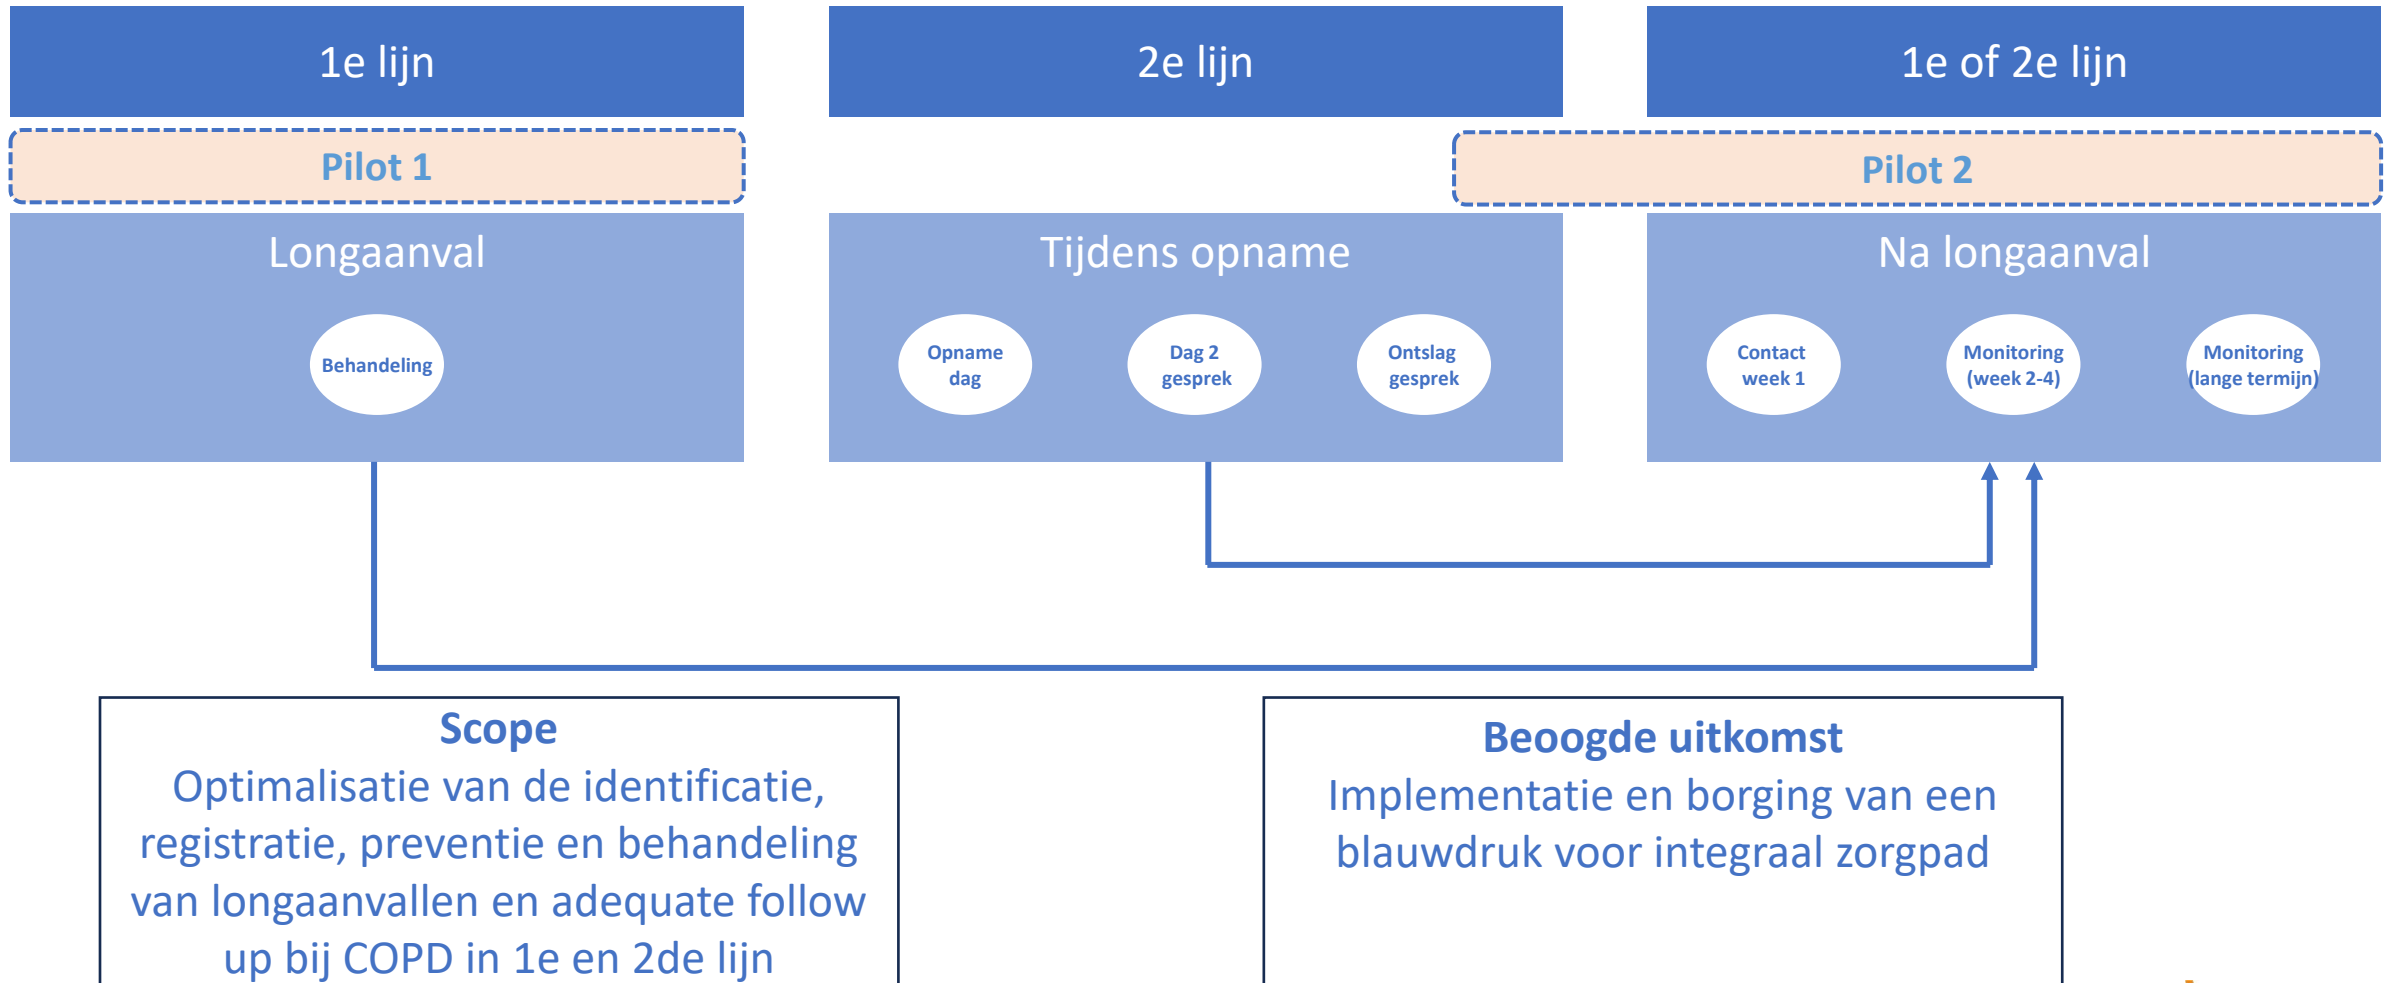 1e lijn
2e lijn
1e of 2e lijn
Pilot 1
Pilot 2
Longaanval
Tijdens opname
Na longaanval
Behandeling
Opname
dag
Dag 2
gesprek
Ontslag
gesprek
Contact
week 1
Monitoring
(week 2-4)
Monitoring
(lange termijn)
Scope
Optimalisatie van de identificatie,
registratie, preventie en behandeling
van longaanvallen en adequate follow
up bij COPD in 1e en 2de lijn
Beoogde uitkomst
Implementatie en borging van een
blauwdruk voor integraal zorgpad